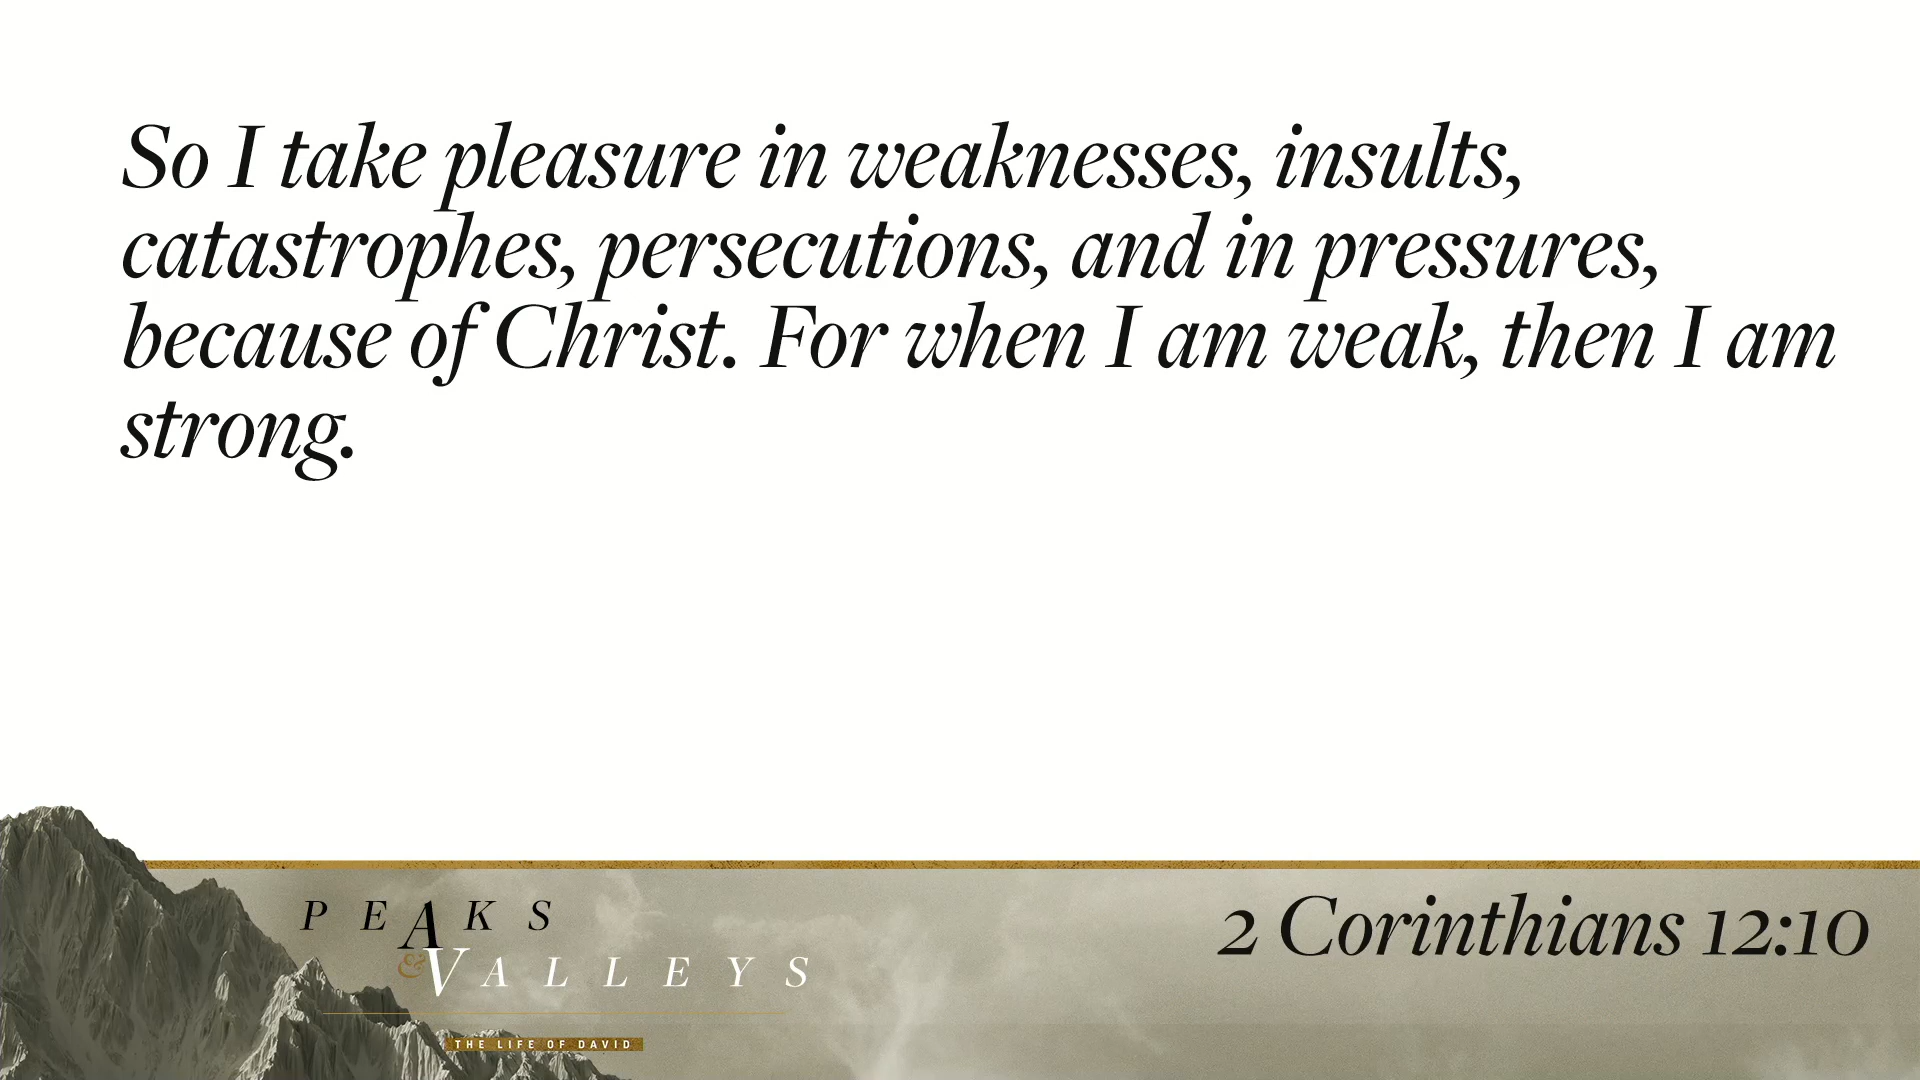 So I take pleasure in weaknesses, insults,
catastrophes, persecutions, and in pressures,
because of Christ. For when I am weak, then I am
strong.
PEAKS
& VALLEYS
THE LIFE OF DAVID
2 Corinthians 12:10